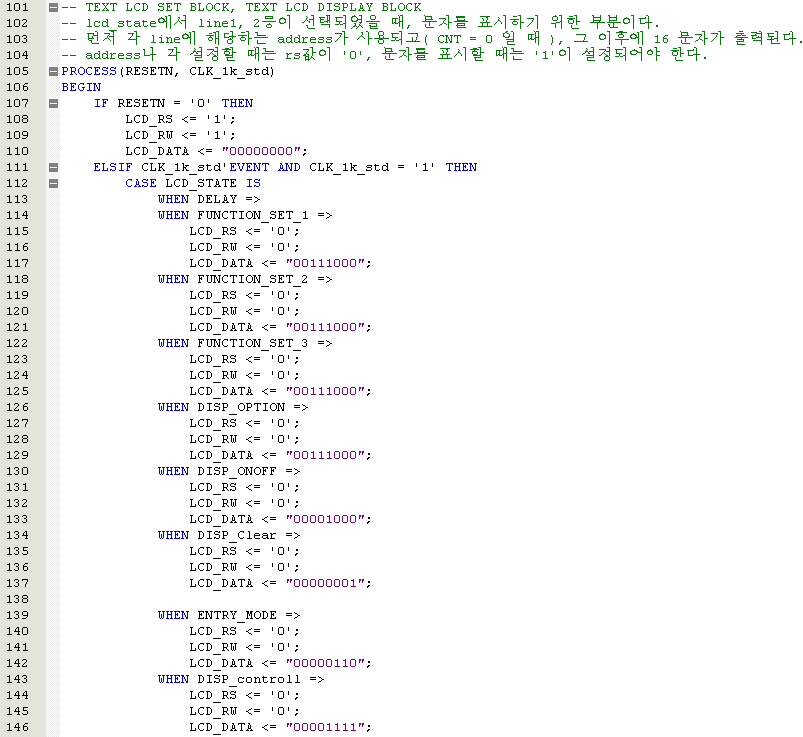 101 -- TEXT LCD SET BLOCK, TEXT LCD DISPLAY BLOCK
102 -- lcd_state에서 line1, 2등이 선택되었을 때, 문자를 표시하기 위한 부분이다.
103 -- 먼저 각 line에 해당하는 address가 사용되고( CNT = 0 일 때 ), 그 이후에 16 문자가 출력된다.
104 -- address나 각 설정할 때는 rs값이 '0', 문자를 표시할 때는 '1'이 설정되어야 한다.
105 PROCESS(RESETN, CLK_1k_std)
106 BEGIN
107 IF RESETN = '0' THEN
108 LCD_RS <= '1';
109 LCD_RW <= '1';
110 LCD_DATA <= "00000000";
111 ELSIF CLK_1k_std'EVENT AND CLK_1k_std = '1' THEN
112 CASE LCD_STATE IS
113 WHEN DELAY =>
114 WHEN FUNCTION_SET_1 =>
115 LCD_RS <= '0';
116 LCD_RW <= '0';
117 LCD_DATA <= "00111000";
118 WHEN FUNCTION_SET_2 =>
119 LCD_RS <= '0';
120 LCD_RW <= '0';
121 LCD_DATA <= "00111000";
122 WHEN FUNCTION_SET_3 =>
123 LCD_RS <= '0';
124 LCD_RW <= '0';
125 LCD_DATA <= "00111000";
126 WHEN DISP_OPTION =>
127 LCD_RS <= '0';
128 LCD_RW <= '0';
129 LCD_DATA <= "00111000";
130 WHEN DISP_ONOFF =>
131 LCD_RS <= '0';
132 LCD_RW <= '0';
133 LCD_DATA <= "00001000";
134 WHEN DISP_Clear =>
135 LCD_RS <= '0';
136 LCD_RW <= '0';
137 LCD_DATA <= "00000001";
138
139 WHEN ENTRY_MODE =>
140 LCD_RS <= '0';
141 LCD_RW <= '0';
142 LCD_DATA <= "00000110";
143 WHEN DISP_controll =>
144 LCD_RS <= '0';
145 LCD_RW <= '0';
146 LCD_DATA <= "00001111";